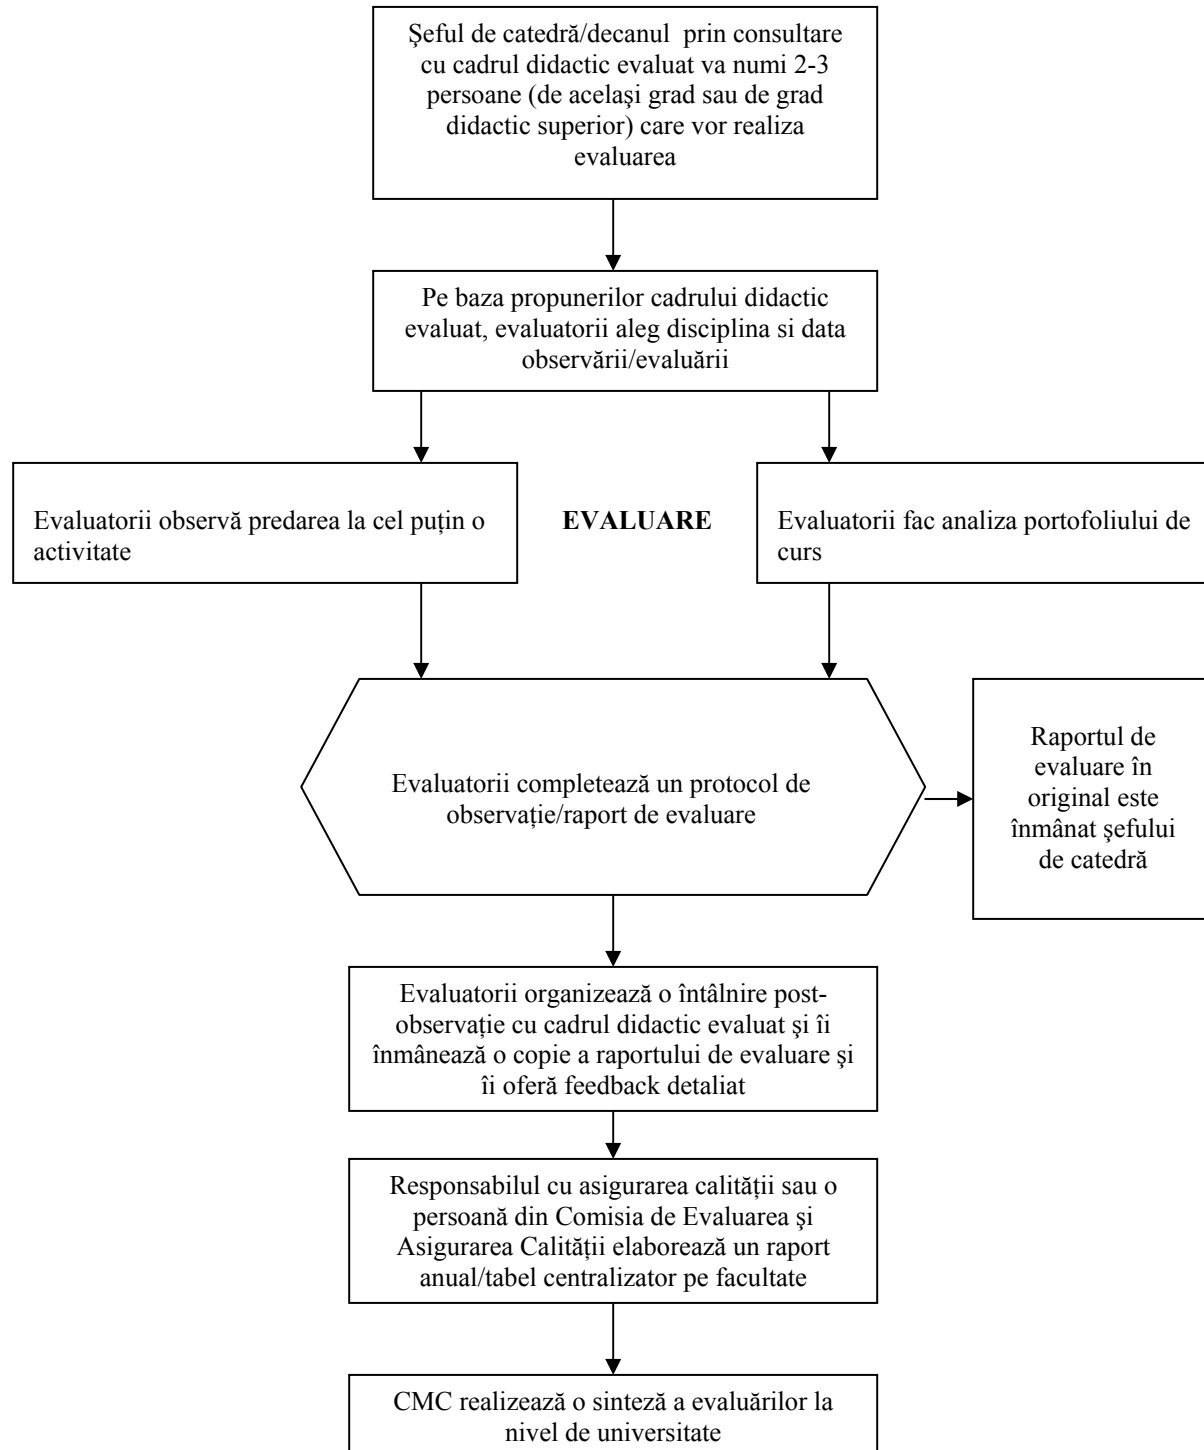 Şeful de catedră/decanul  prin consultare
cu cadrul didactic evaluat va numi 2-3
persoane (de acelaşi grad sau de grad
didactic superior) care vor realiza
evaluarea
Pe baza propunerilor cadrului didactic
evaluat, evaluatorii aleg disciplina si data
observării/evaluării
Evaluatorii observă predarea la cel puţin o
activitate
EVALUARE
Evaluatorii fac analiza portofoliului de
curs
Evaluatorii completează un protocol de
observaţie/raport de evaluare
Raportul de
evaluare în
original este
înmânat şefului
de catedră
Evaluatorii organizează o întâlnire post-
observaţie cu cadrul didactic evaluat şi îi
înmânează o copie a raportului de evaluare şi
îi oferă feedback detaliat
Responsabilul cu asigurarea calităţii sau o
persoană din Comisia de Evaluarea şi
Asigurarea Calităţii elaborează un raport
anual/tabel centralizator pe facultate
CMC realizează o sinteză a evaluărilor la
nivel de universitate